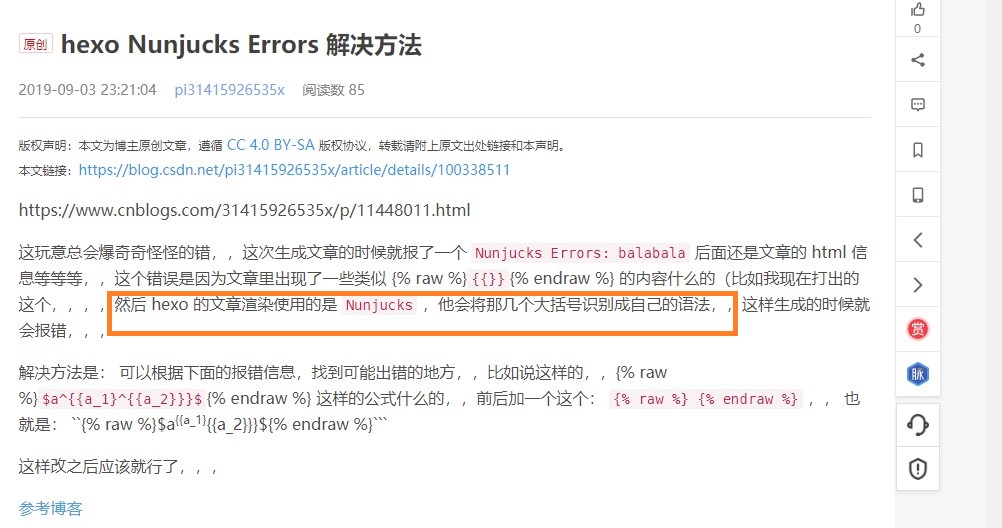 原创 hexo Nunjucks Errors 解决方法
0
2019-09-03 23:21:04 pi31415926535x 阅读数 85
版权声明：本文为博主原创文章，遵循 CC 4.0 BY-SA 版权协议，转载请附上原文出处链接和本声明。
本文链接：https://blog.csdn.net/pi31415926535x/article/details/100338511
https://www.cnblogs.com/31415926535x/p/11448011.html
这玩意总会爆奇奇怪怪的错，，这次生成文章的时候就报了一个 Nunjucks Errors: balabala 后面还是文章的 html 信
息等等等，，这个错误是因为文章里出现了一些类似 {% raw %}{{}}{% endraw %} 的内容什么的（比如我现在打出的
这个，，，，然后 hexo 的文章渲染使用的是 Nunjucks ，他会将那几个大括号识别成自己的语法，，这样生成的时候就
会报错，，，
赏
解决方法是： 可以根据下面的报错信息，找到可能出错的地方，，比如说这样的，，{% raw
脉
%}$a^{{a_1}^{{a_2}}}${% endraw %} 这样的公式什么的，，前后加一个这个： {% raw %} {% endraw %} ，， 也
就是： ``{% raw %}$a{{a_1}{{a_2}}}${% endraw %}```
这样改之后应该就行了，，，
参考博客